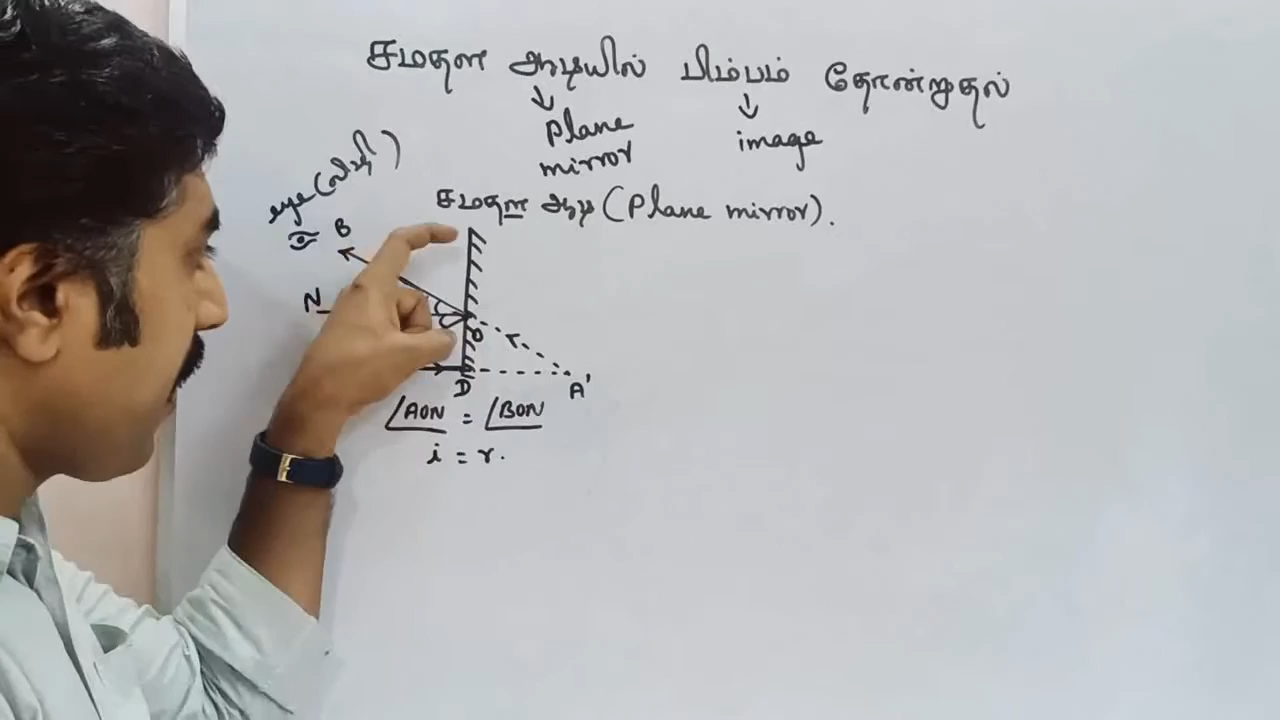 சமதள ஆடியில் பிம்பம் தோன்றுதல்
Plane
mirror
image
eye (விழி)
சமதள ஆடி (Plane mirror).
B
N
O
D
A'
∠AON = ∠BON
i = r.